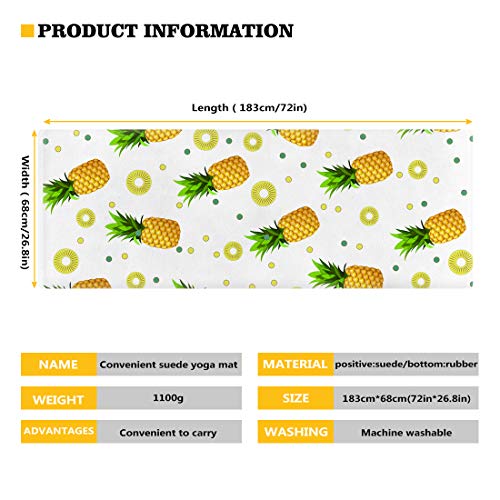 PRODUCT INFORMATION
Length ( 183cm/72in)
Width ( 68cm/26.8in)
NAME Convenient suede yoga mat
MATERIAL positive:suede/bottom:rubber
WEIGHT 1100g
SIZE 183cm*68cm(72in*26.8in)
ADVANTAGES Convenient to carry
WASHING Machine washable